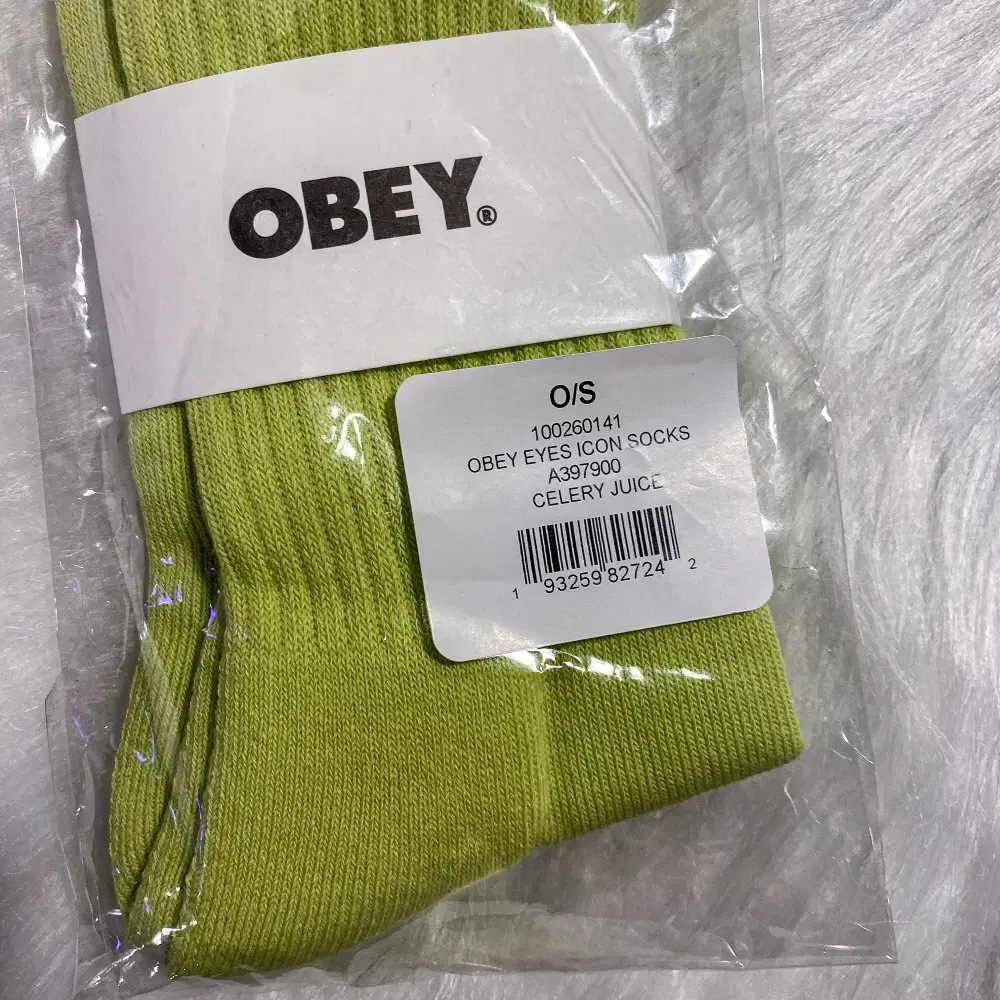 OBEY®
O/S
100260141
OBEY EYES ICON SOCKS
A397900
CELERY JUICE
1 93259 82724 2